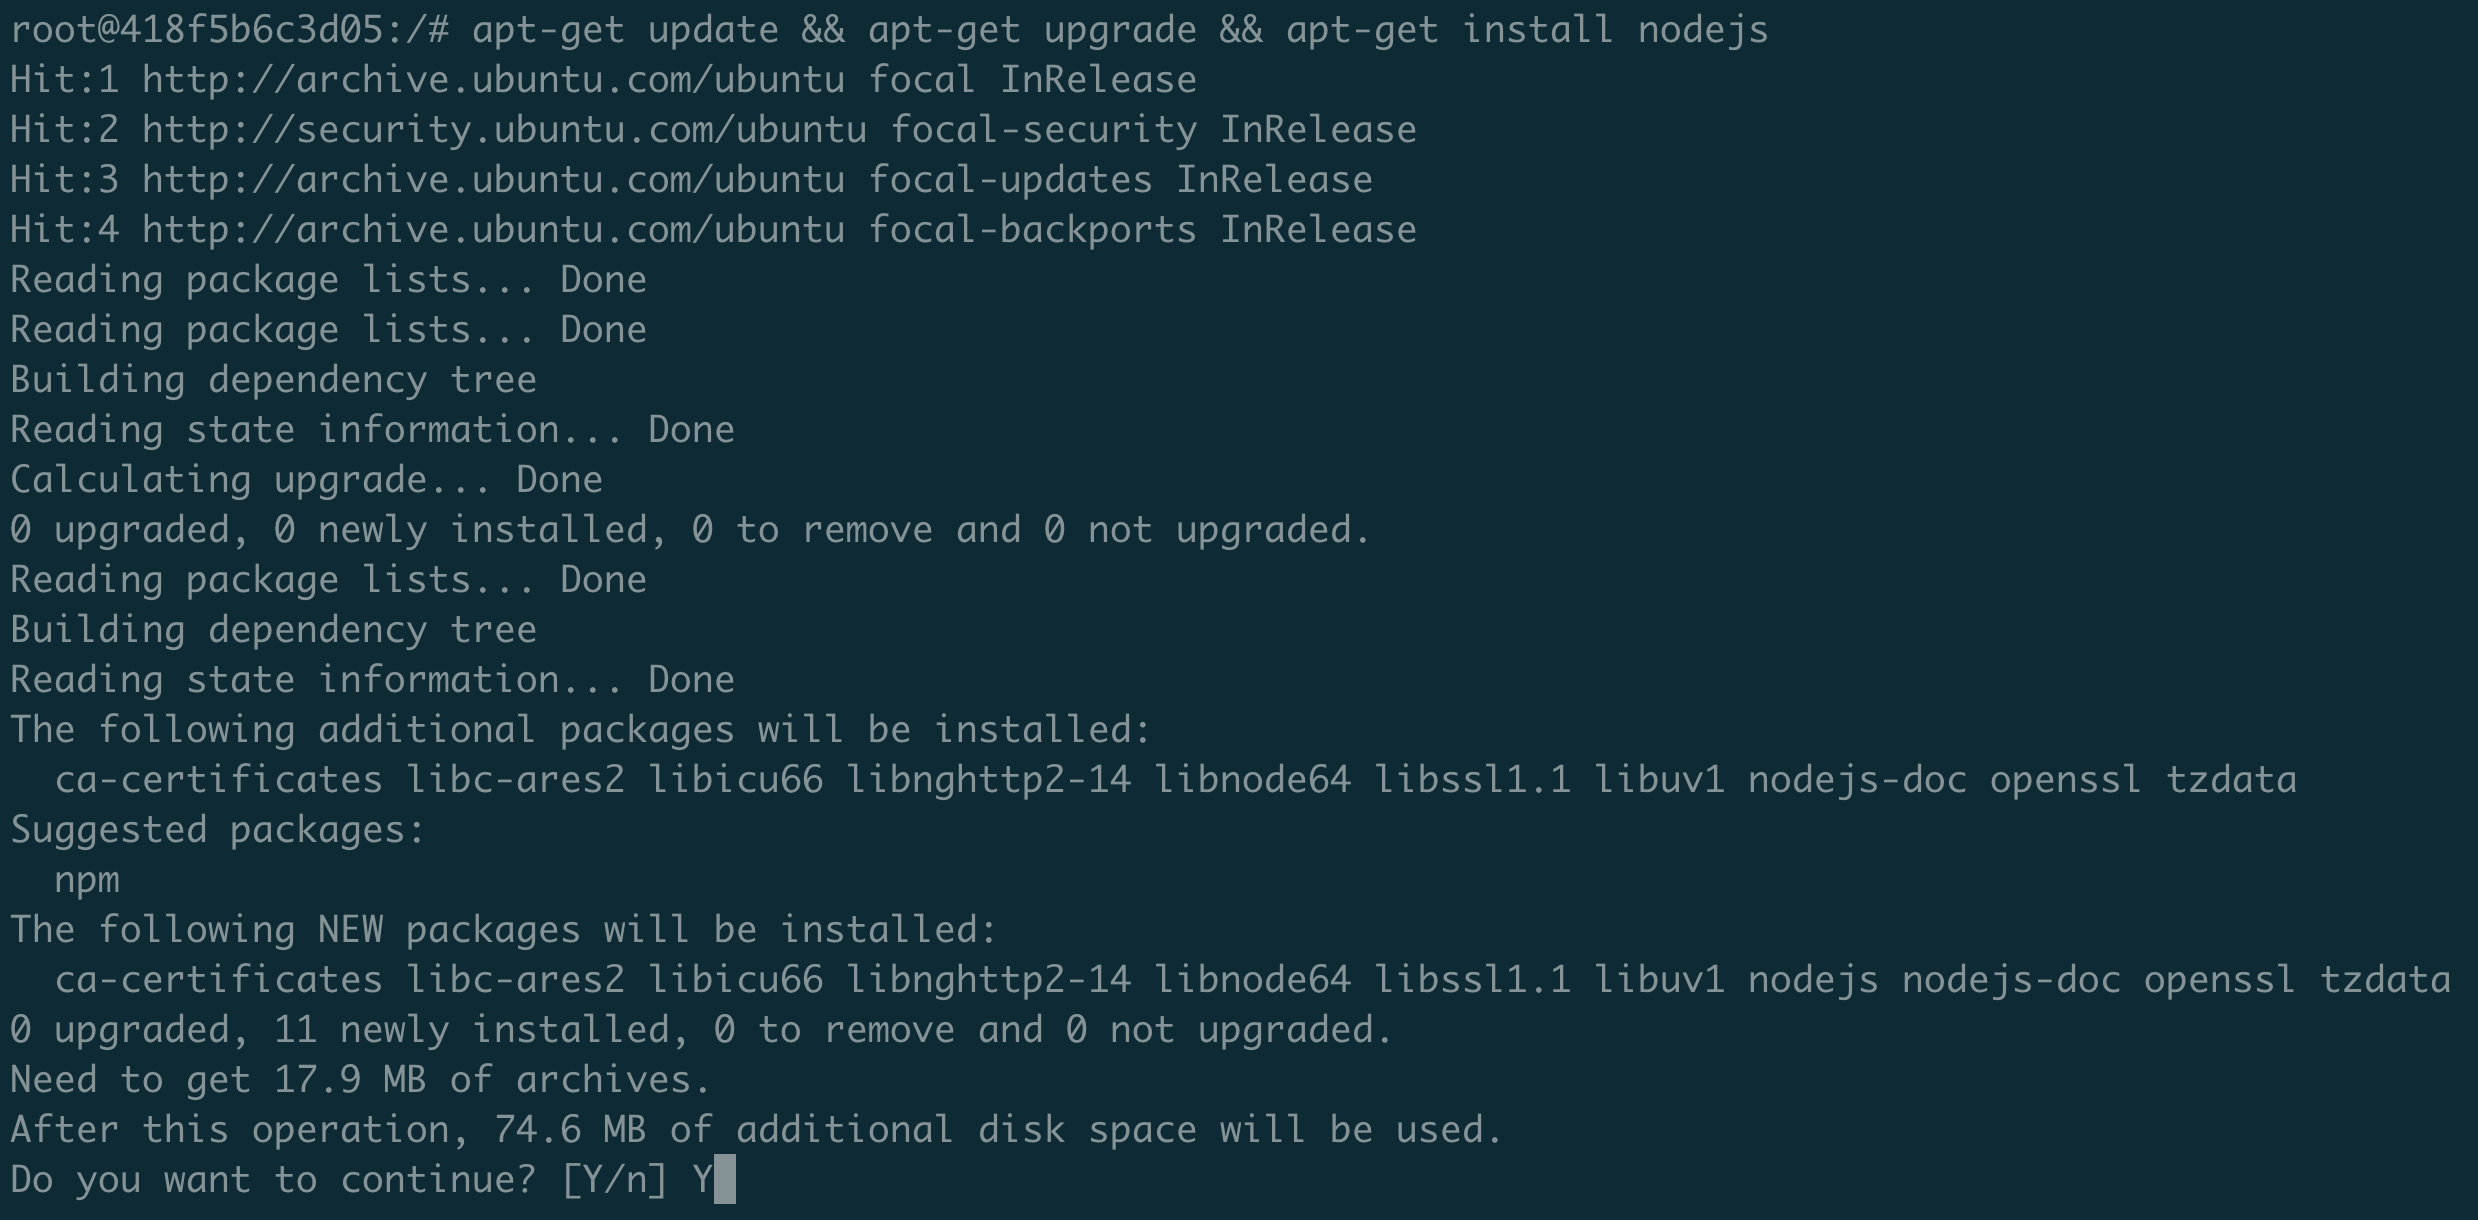 root@418f5b6c3d05:/# apt-get update && apt-get upgrade && apt-get install nodejs
Hit:1 http://archive.ubuntu.com/ubuntu focal InRelease
Hit:2 http://security.ubuntu.com/ubuntu focal-security InRelease
Hit:3 http://archive.ubuntu.com/ubuntu focal-updates InRelease
Hit:4 http://archive.ubuntu.com/ubuntu focal-backports InRelease
Reading package lists... Done
Reading package lists... Done
Building dependency tree
Reading state information... Done
Calculating upgrade... Done
0 upgraded, 0 newly installed, 0 to remove and 0 not upgraded.
Reading package lists... Done
Building dependency tree
Reading state information... Done
The following additional packages will be installed:
  ca-certificates libc-ares2 libicu66 libnghttp2-14 libnode64 libssl1.1 libuv1 nodejs-doc openssl tzdata
Suggested packages:
  npm
The following NEW packages will be installed:
  ca-certificates libc-ares2 libicu66 libnghttp2-14 libnode64 libssl1.1 libuv1 nodejs nodejs-doc openssl tzdata
0 upgraded, 11 newly installed, 0 to remove and 0 not upgraded.
Need to get 17.9 MB of archives.
After this operation, 74.6 MB of additional disk space will be used.
Do you want to continue? [Y/n] Y